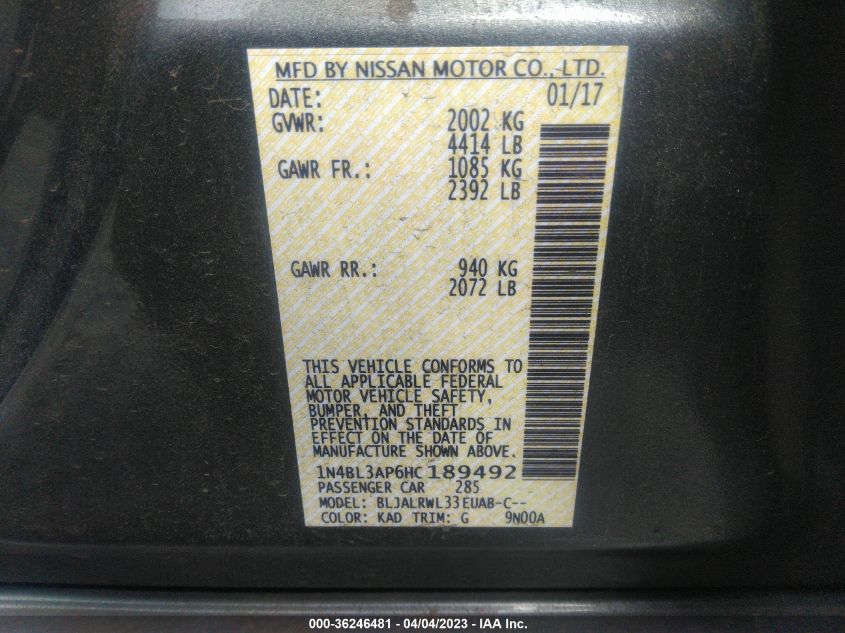 MFD BY NISSAN MOTOR CO.,-LTD.
DATE: 01/17
GVWR: 2002 KG
4414 LB
GAWR FR.: 1085 KG
2392 LB
GAWR RR.: 940 KG
2072 LB
THIS VEHICLE CONFORMS TO
ALL APPLICABLE FEDERAL
MOTOR VEHICLE SAFETY,
BUMPER, AND THEFT
PREVENTION STANDARDS IN
EFFECT ON THE DATE OF
MANUFACTURE SHOWN ABOVE.
1N4BL3AP6HC189492
PASSENGER CAR 285
MODEL: BLJALRWL33EUAB-C--
COLOR: KAD TRIM: G 9N00A
000-36246481 - 04/04/2023 - IAA Inc.